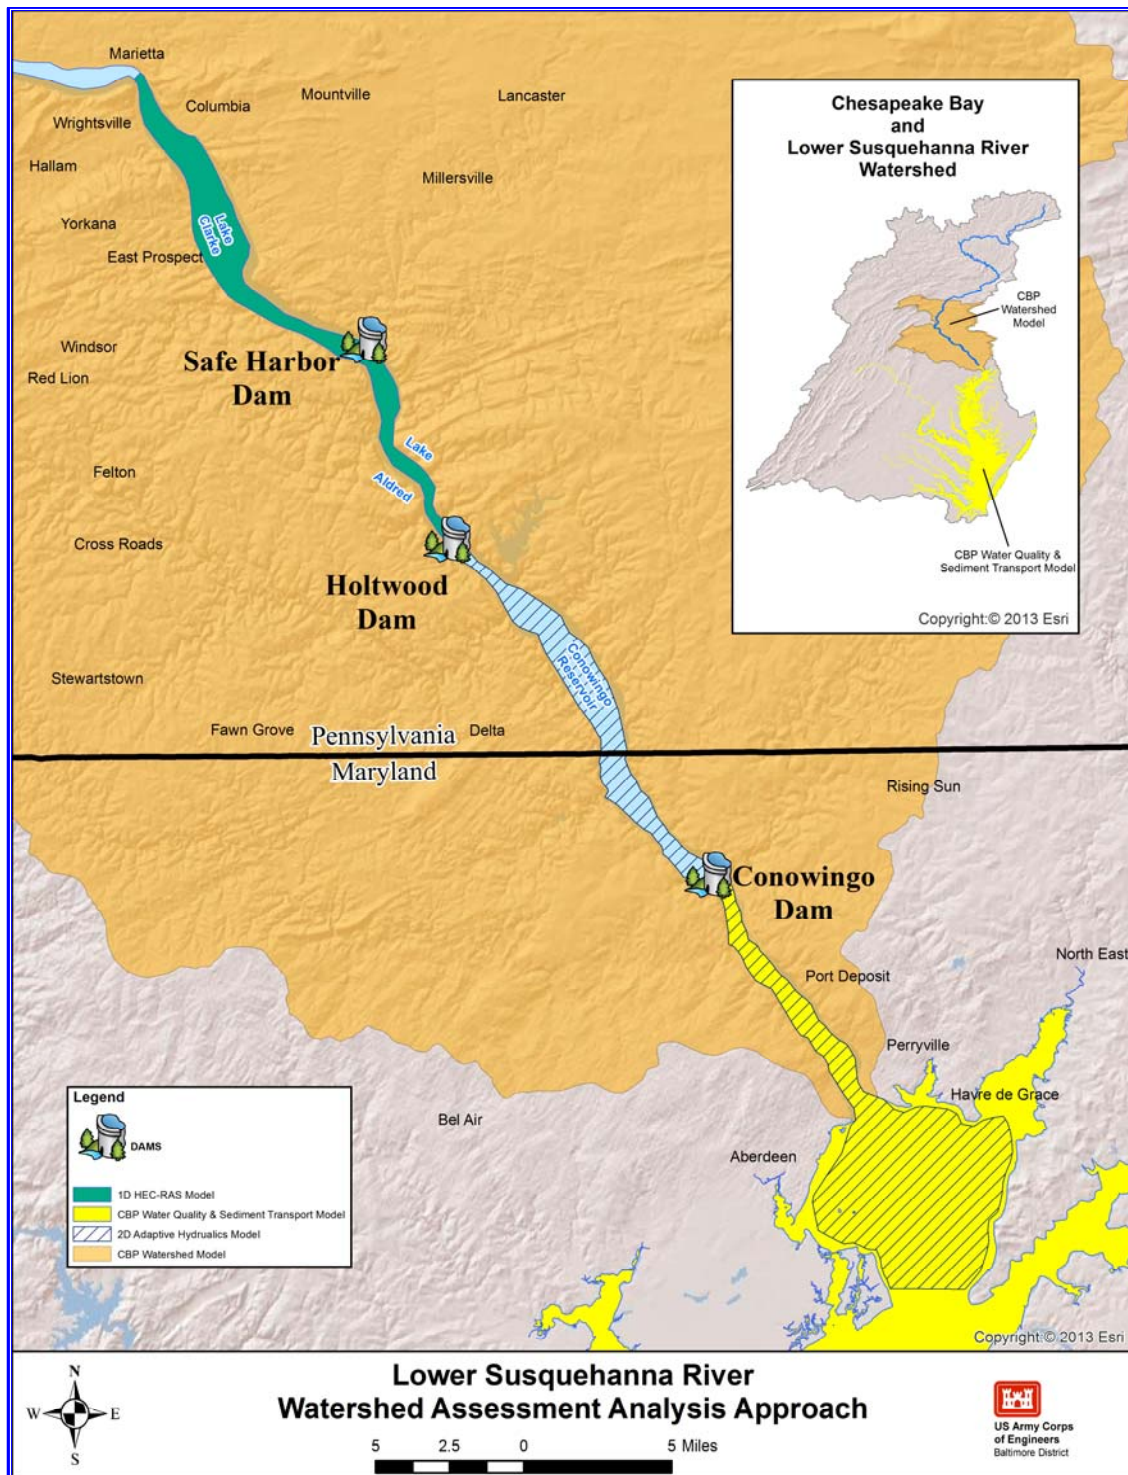 Marietta
Columbia
Mountville
Lancaster
Wrightsville
Hallam
Millersville
Yorkana
East Prospect
Lake
Clarke
Windsor
Red Lion
Safe Harbor
Dam
Felton
Lake
Aldred
Cross Roads
Holtwood
Dam
Stewartstown
Fawn Grove
Delta
Conowingo
Reservoir
Pennsylvania
Maryland
Rising Sun
Conowingo
Dam
North East
Port Deposit
Perryville
Havre de Grace
Bel Air
Aberdeen
Chesapeake Bay
and
Lower Susquehanna River
Watershed
CBP
Watershed
Model
CBP Water Quality &
Sediment Transport Model
Copyright:© 2013 Esri
Legend
DAMS
1D HEC-RAS Model
CBP Water Quality & Sediment Transport Model
2D Adaptive Hydrualics Model
CBP Watershed Model
Copyright:© 2013 Esri
N
W
E
S
Lower Susquehanna River
Watershed Assessment Analysis Approach
5 2.5 0 5 Miles
US Army Corps
of Engineers
Baltimore District